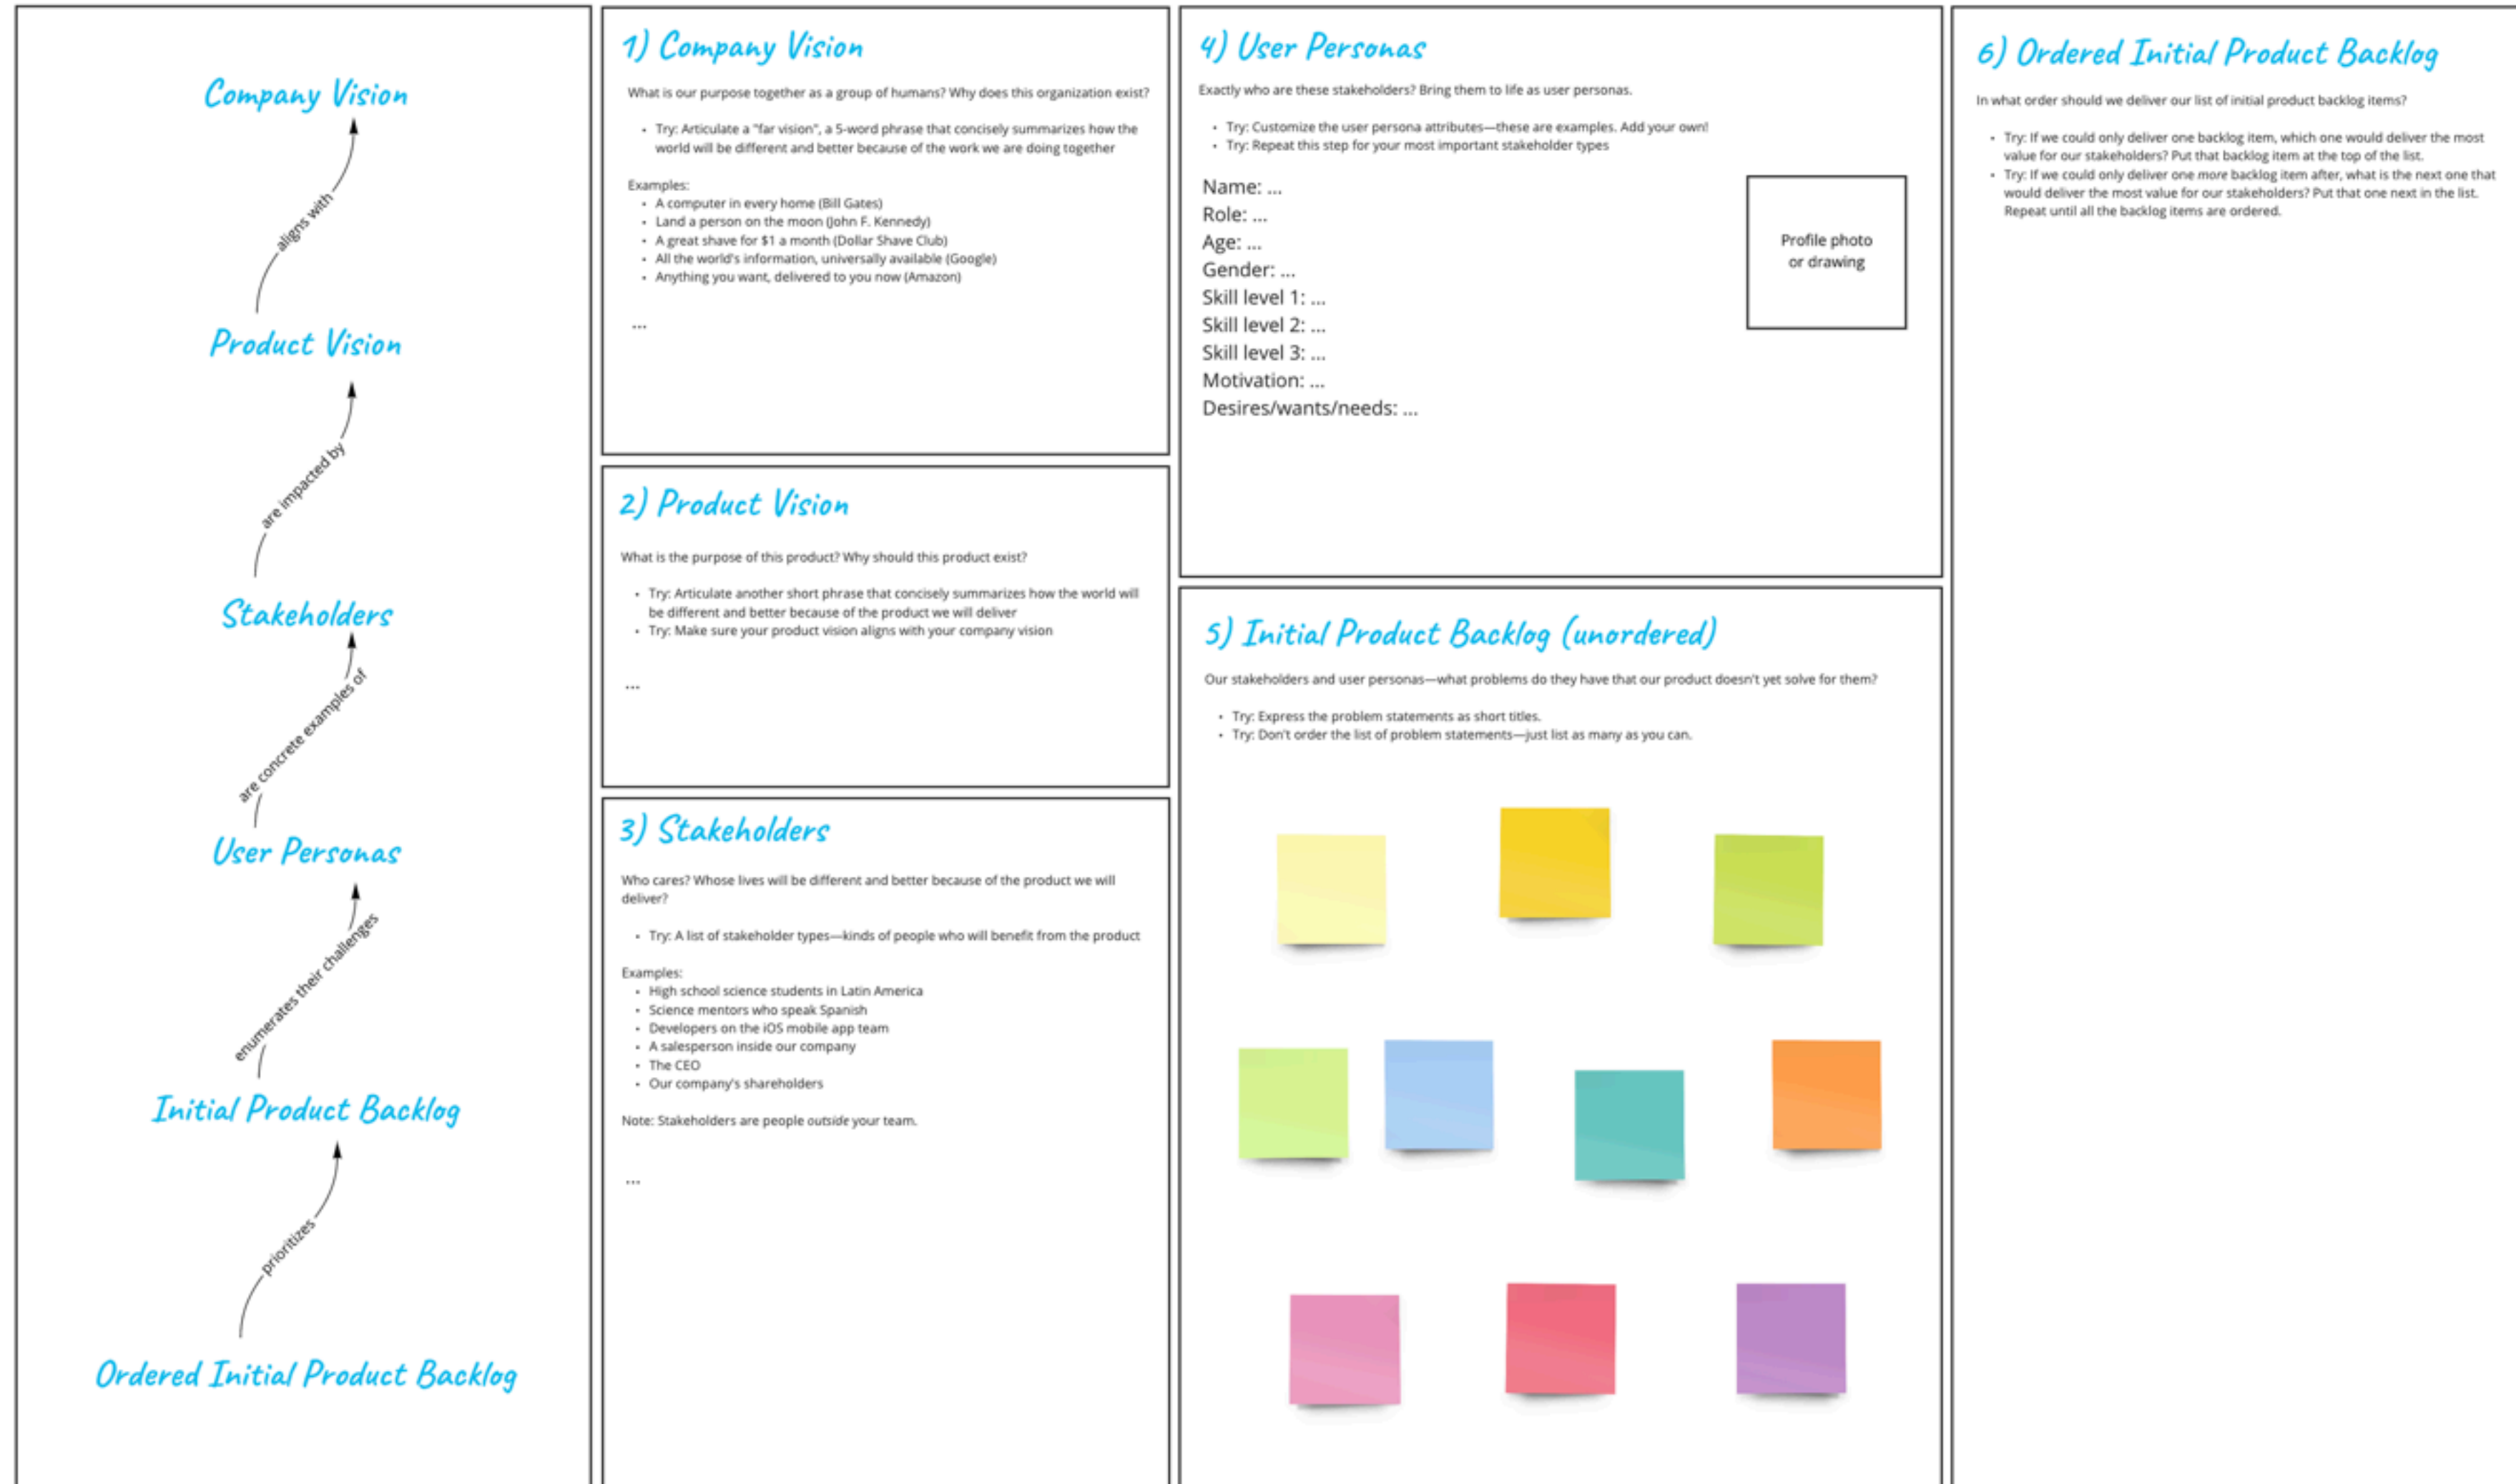 Company Vision
aligns with
Product Vision
are impacted by
Stakeholders
are concrete examples of
User Personas
enumerates their challenges
Initial Product Backlog
prioritizes
Ordered Initial Product Backlog
1) Company Vision
What is our purpose together as a group of humans? Why does this organization exist?
• Try: Articulate a "far vision", a 5-word phrase that concisely summarizes how the
world will be different and better because of the work we are doing together
Examples:
• A computer in every home (Bill Gates)
• Land a person on the moon (John F. Kennedy)
• A great shave for $1 a month (Dollar Shave Club)
• All the world's information, universally available (Google)
• Anything you want, delivered to you now (Amazon)
...
2) Product Vision
What is the purpose of this product? Why should this product exist?
• Try: Articulate another short phrase that concisely summarizes how the world will
be different and better because of the product we will deliver
• Try: Make sure your product vision aligns with your company vision
...
3) Stakeholders
Who cares? Whose lives will be different and better because of the product we will
deliver?
• Try: A list of stakeholder types—kinds of people who will benefit from the product
Examples:
• High school science students in Latin America
• Science mentors who speak Spanish
• Developers on the iOS mobile app team
• A salesperson inside our company
• The CEO
• Our company's shareholders
Note: Stakeholders are people outside your team.
...
4) User Personas
Exactly who are these stakeholders? Bring them to life as user personas.
• Try: Customize the user persona attributes—these are examples. Add your own!
• Try: Repeat this step for your most important stakeholder types
Name: ...
Role: ...
Age: ...
Gender: ...
Skill level 1: ...
Skill level 2: ...
Skill level 3: ...
Motivation: ...
Desires/wants/needs: ...
Profile photo
or drawing
5) Initial Product Backlog (unordered)
Our stakeholders and user personas—what problems do they have that our product doesn't yet solve for them?
• Try: Express the problem statements as short titles.
• Try: Don't order the list of problem statements—just list as many as you can.
6) Ordered Initial Product Backlog
In what order should we deliver our list of initial product backlog items?
• Try: If we could only deliver one backlog item, which one would deliver the most
value for our stakeholders? Put that backlog item at the top of the list.
• Try: If we could only deliver one more backlog item after, what is the next one that
would deliver the most value for our stakeholders? Put that one next in the list.
Repeat until all the backlog items are ordered.